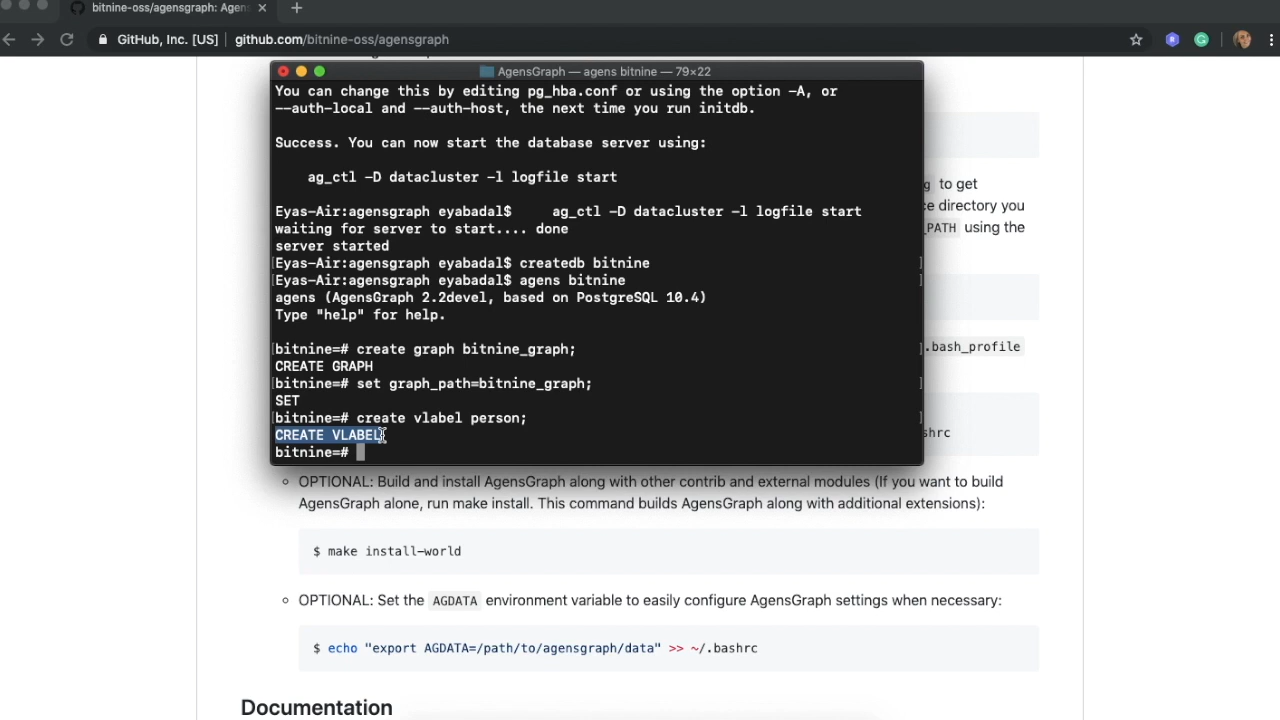 bitnine-oss/agensgraph: Agens
GitHub, Inc. [US] github.com/bitnine-oss/agensgraph
AgensGraph — agens bitnine — 79×22
You can change this by editing pg_hba.conf or using the option -A, or
--auth-local and --auth-host, the next time you run initdb.
Success. You can now start the database server using:
ag_ctl -D datacluster -l logfile start
g to get
Eyas-Air:agensgraph eyabadal$ ag_ctl -D datacluster -l logfile start
ce directory you
waiting for server to start.... done
_PATH using the
server started
Eyas-Air:agensgraph eyabadal$ createdb bitnine
Eyas-Air:agensgraph eyabadal$ agens bitnine
agens (AgensGraph 2.2devel, based on PostgreSQL 10.4)
Type "help" for help.
bitnine=# create graph bitnine_graph;
.bash_profile
CREATE GRAPH
bitnine=# set graph_path=bitnine_graph;
SET
bitnine=# create vlabel person;
CREATE VLABEL
shrc
bitnine=#
OPTIONAL: Build and install AgensGraph along with other contrib and external modules (If you want to build
AgensGraph alone, run make install. This command builds AgensGraph along with additional extensions):
$ make install-world
OPTIONAL: Set the AGDATA environment variable to easily configure AgensGraph settings when necessary:
$ echo "export AGDATA=/path/to/agensgraph/data" >> ~/.bashrc
Documentation